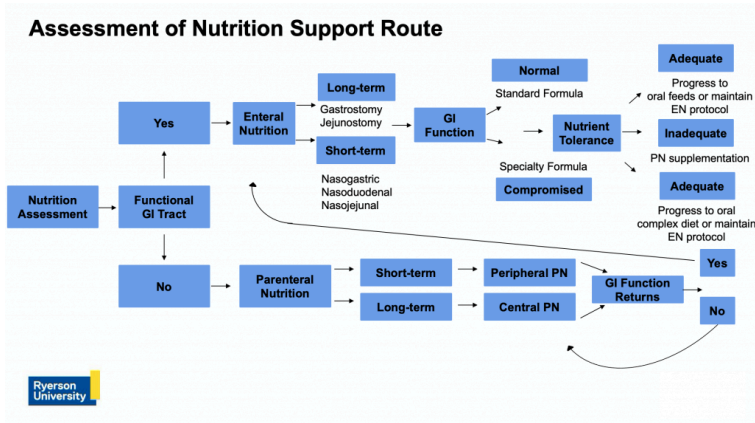 Assessment of Nutrition Support Route
Nutrition
Assessment
Functional
GI Tract
Yes
Enteral
Nutrition
Long-term
Gastrostomy
Jejunostomy
Short-term
Nasogastric
Nasoduodenal
Nasojejunal
GI
Function
Normal
Standard Formula
Specialty Formula
Compromised
Nutrient
Tolerance
Adequate
Progress to
oral feeds or maintain
EN protocol
Inadequate
PN supplementation
Adequate
Progress to oral
complex diet or maintain
EN protocol
No
Parenteral
Nutrition
Short-term
Peripheral PN
Long-term
Central PN
GI Function
Returns
Yes
No
Ryerson
University